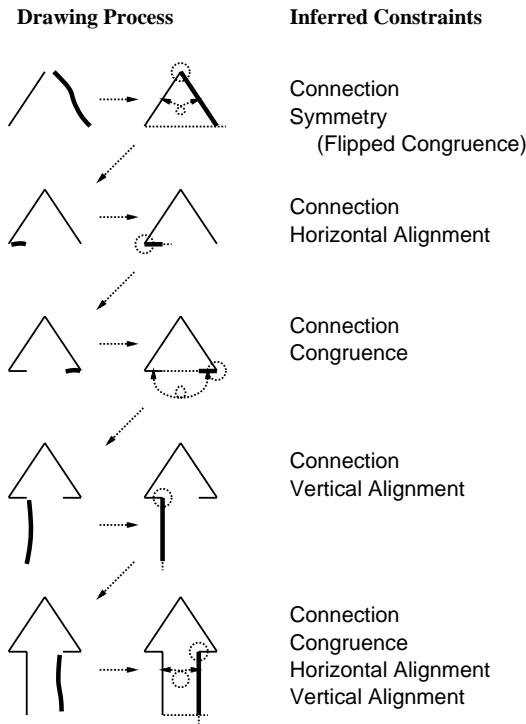 Drawing Process
Inferred Constraints
Connection
Symmetry
(Flipped Congruence)
Connection
Horizontal Alignment
Connection
Congruence
Connection
Vertical Alignment
Connection
Congruence
Horizontal Alignment
Vertical Alignment